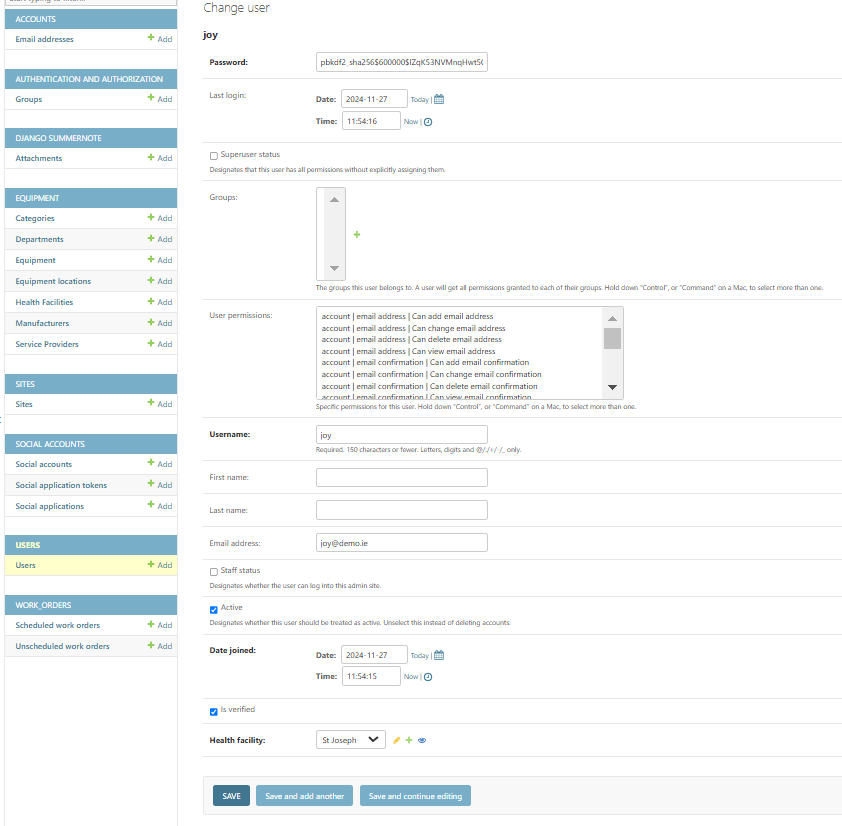 Change user
ACCOUNTS
Email addresses
Add
AUTHENTICATION AND AUTHORIZATION
Groups
Add
DJANGO SUMMERNOTE
Attachments
Add
EQUIPMENT
Categories
Add
Departments
Add
Equipment
Add
Equipment locations
Add
Health Facilities
Add
Manufacturers
Add
Service Providers
Add
SITES
Sites
Add
SOCIAL ACCOUNTS
Social accounts
Add
Social application tokens
Add
Social applications
Add
USERS
Users
Add
WORK_ORDERS
Scheduled work orders
Add
Unscheduled work orders
Add
joy
Password:
Last login:
Date: 2024-11-27 Today |
Time: 11:54:16 Now |
Superuser status
Designates that this user has all permissions without explicitly assigning them.
Groups:
The groups this user belongs to. A user will get all permissions granted to each of their groups. Hold down "Control", or "Command" on a Mac, to select more than one.
User permissions:
account | email address | Can add email address
account | email address | Can change email address
account | email address | Can delete email address
account | email address | Can view email address
account | email confirmation | Can add email confirmation
account | email confirmation | Can change email confirmation
account | email confirmation | Can delete email confirmation
account | email confirmation | Can view email confirmation
Specific permissions for this user. Hold down "Control", or "Command" on a Mac, to select more than one.
Username: joy
Required. 150 characters or fewer. Letters, digits and @/./+/-/_ only.
First name:
Last name:
Email address: joy@demo.ie
Staff status
Designates whether the user can log into this admin site.
Active
Designates whether this user should be treated as active. Unselect this instead of deleting accounts.
Date joined:
Date: 2024-11-27 Today |
Time: 11:54:15 Now |
Is verified
Health facility: St Joseph
SAVE
Save and add another
Save and continue editing